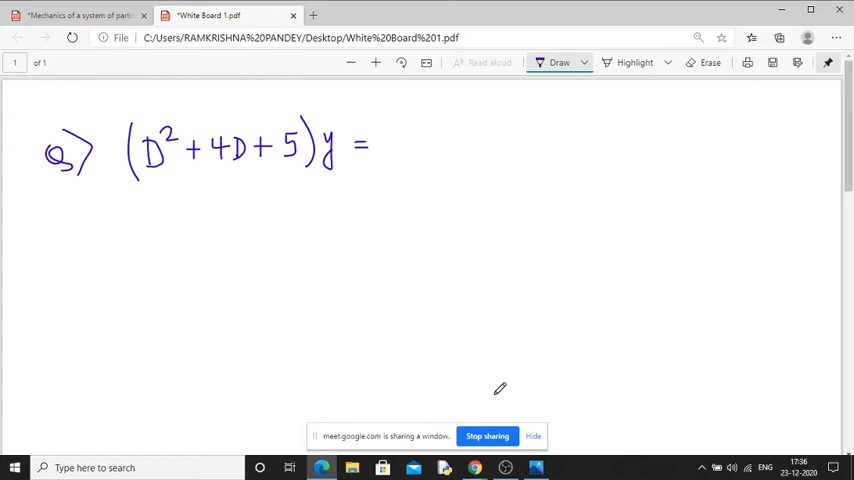 *Mechanics of a system of partic
*White Board 1.pdf
File C:/Users/RAMKRISHNA%20PANDEY/Desktop/White%20Board%201.pdf
1 of 1 Read aloud Draw Highlight Erase
Q> (D²+4D+5)y =
meet.google.com is sharing a window. Stop sharing Hide
Type here to search
ENG
17:36
23-12-2020